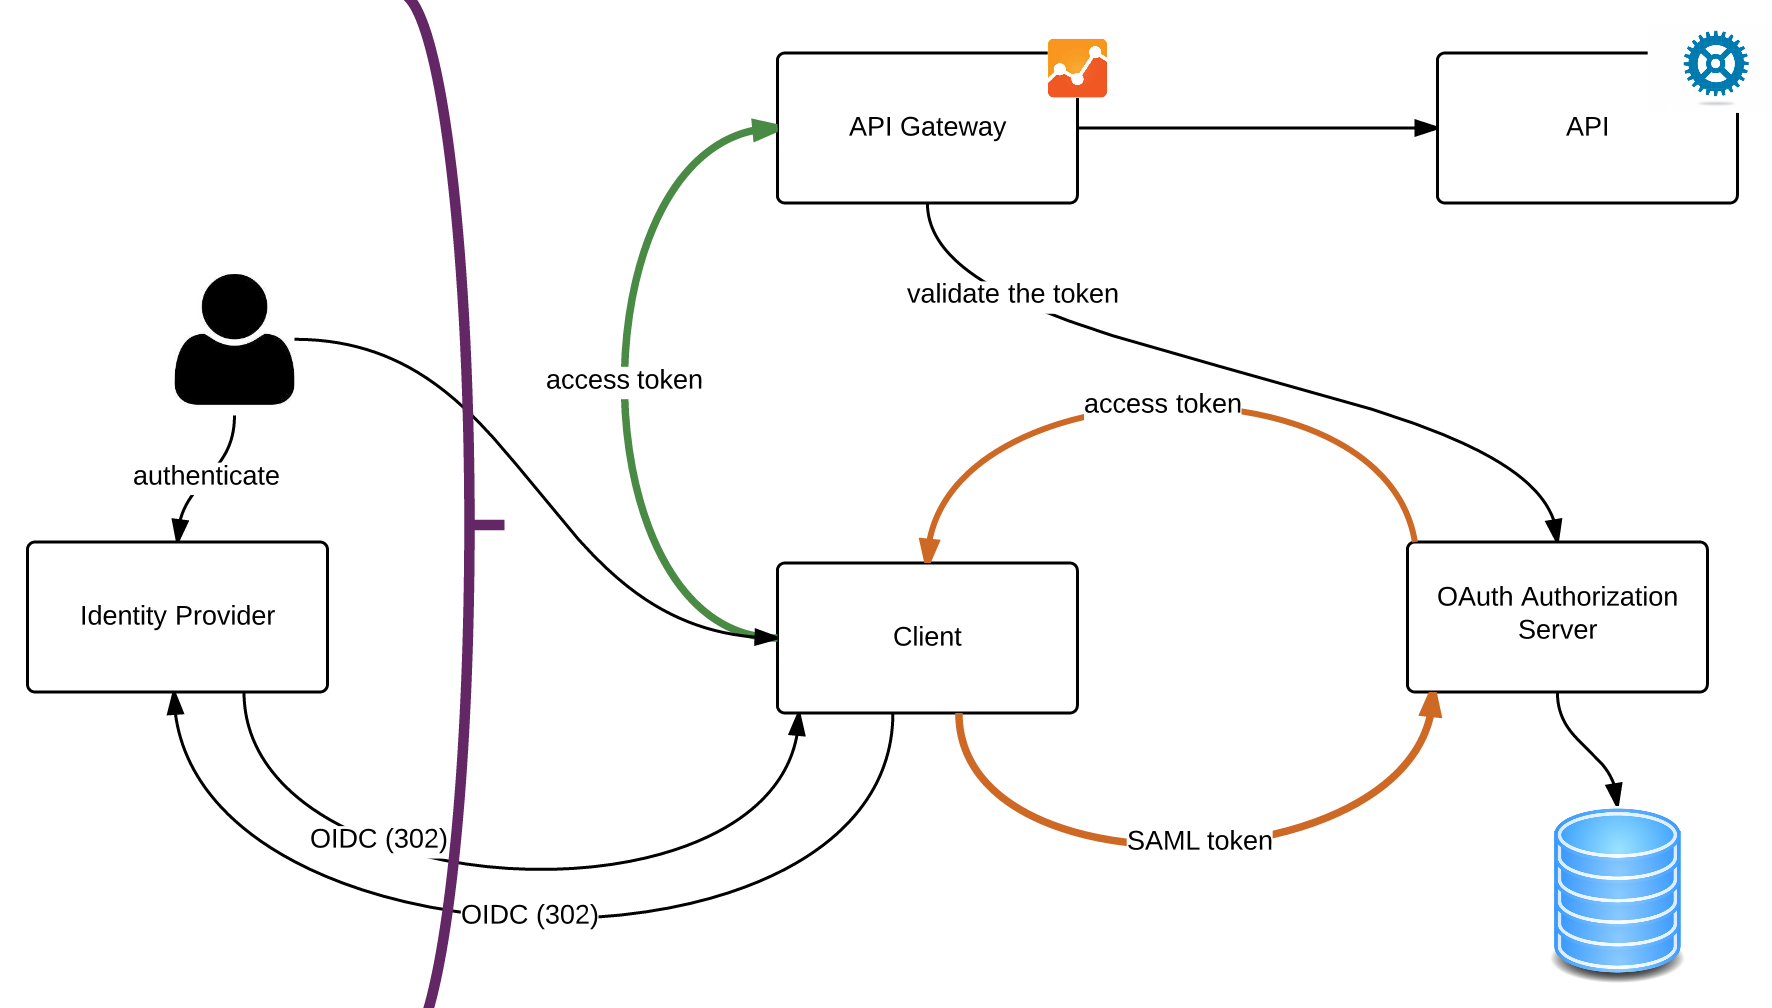 API Gateway
API
validate the token
access token
access token
authenticate
Identity Provider
Client
OAuth Authorization
Server
OIDC (302)
SAML token
OIDC (302)